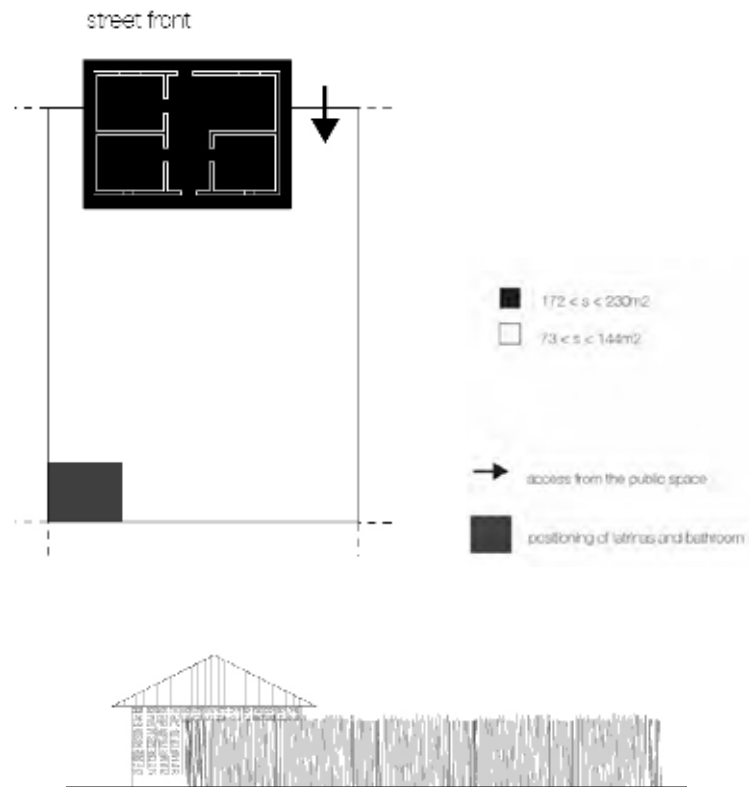 street front
172 < s < 230m2
73 < s < 144m2
access from the public space
positioning of latrinas and bathroom